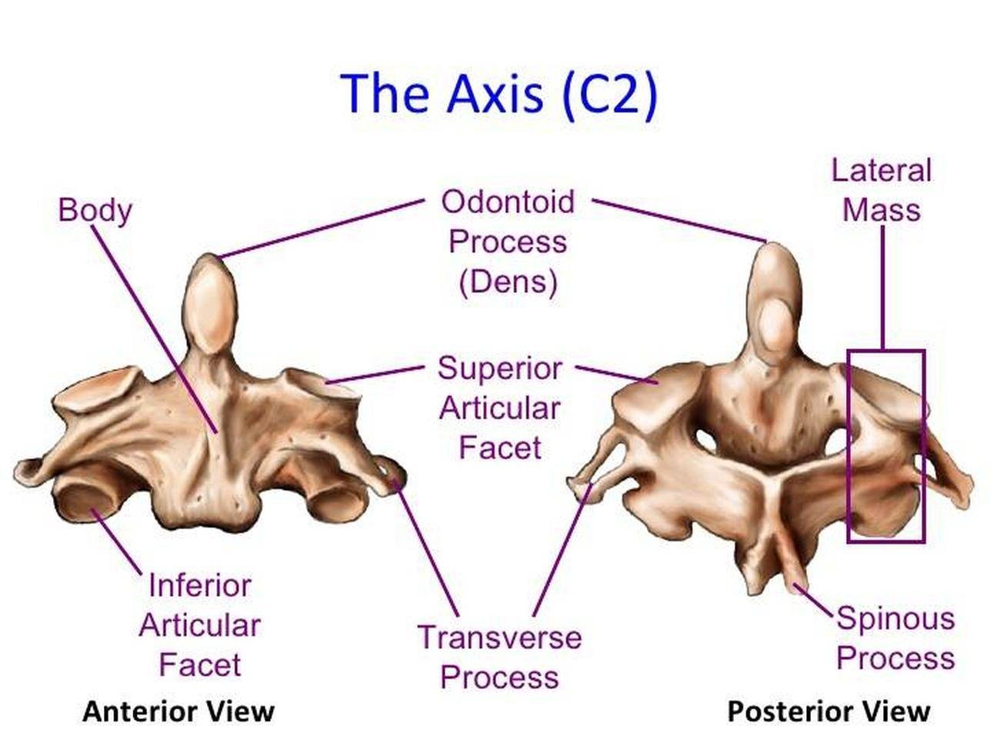 The Axis (C2)
Lateral
Mass
Body
Odontoid
Process
(Dens)
Superior
Articular
Facet
Inferior
Articular
Facet
Transverse
Process
Spinous
Process
Anterior View
Posterior View